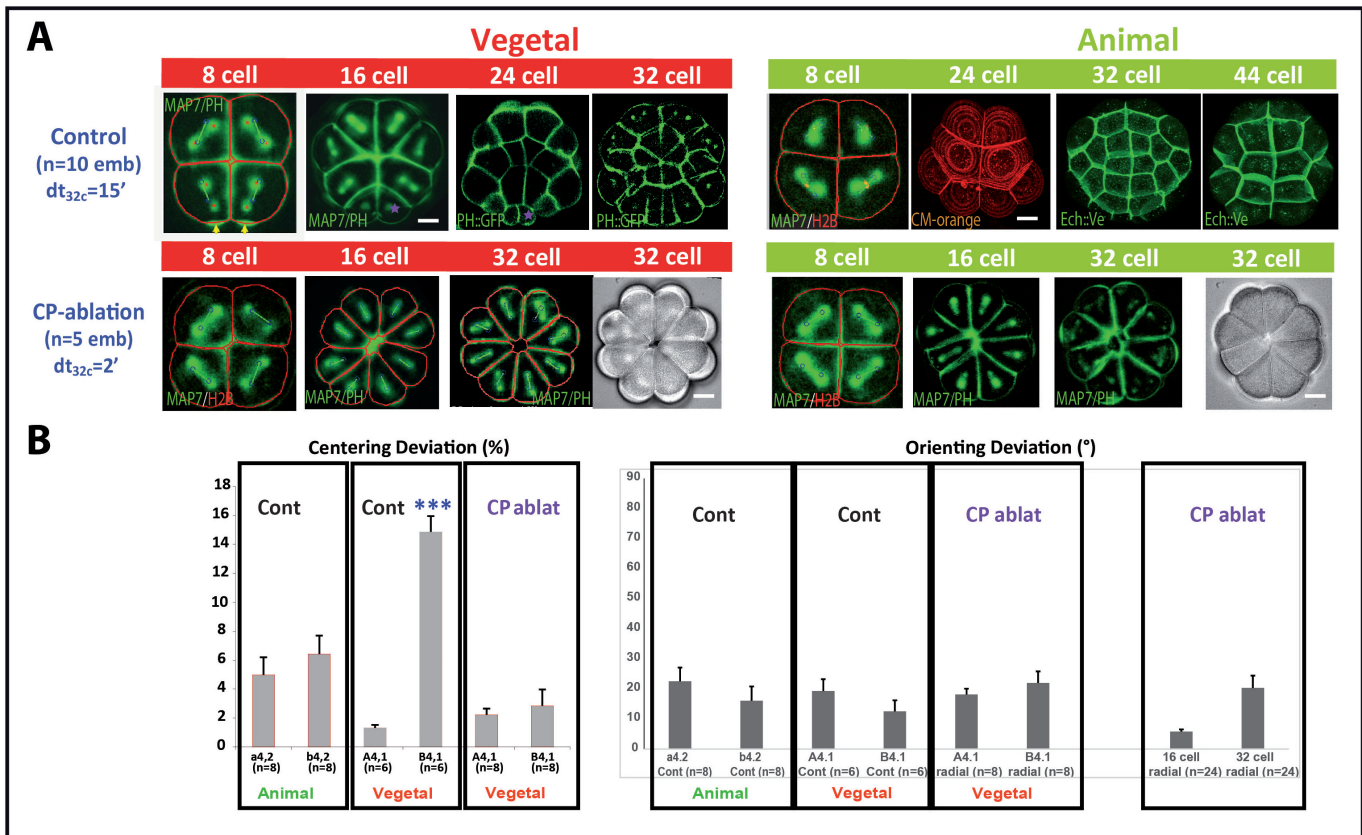 A
Vegetal
Animal
8 cell 16 cell 24 cell 32 cell
8 cell 24 cell 32 cell 44 cell
Control
(n=10 emb)
dt32c=15’
MAP7/PH
MAP7/PH
PH::GFP
PH::GFP
MAP7/H2B
CM-orange
Ech::Ve
Ech::Ve
8 cell 16 cell 32 cell 32 cell
8 cell 16 cell 32 cell 32 cell
CP-ablation
(n=5 emb)
dt32c=2’
MAP7/H2B
MAP7/PH
MAP7/PH
MAP7/H2B
MAP7/PH
MAP7/PH
B
Centering Deviation (%)
18
16
14
12
10
8
6
4
2
0
Cont
Cont ***
CP ablat
a4,2 b4,2 A4,1 B4,1 A4,1 B4,1
(n=8) (n=8) (n=6) (n=6) (n=8) (n=8)
Animal Vegetal Vegetal
Orienting Deviation (°)
90
80
70
60
50
40
30
20
10
0
Cont
Cont
CP ablat
CP ablat
a4.2 b4.2 A4.1 B4.1 A4.1 B4.1 16 cell 32 cell
Cont (n=8) Cont (n=8) Cont (n=6) Cont (n=6) radial (n=8) radial (n=8) radial (n=24) radial (n=24)
Animal Vegetal Vegetal